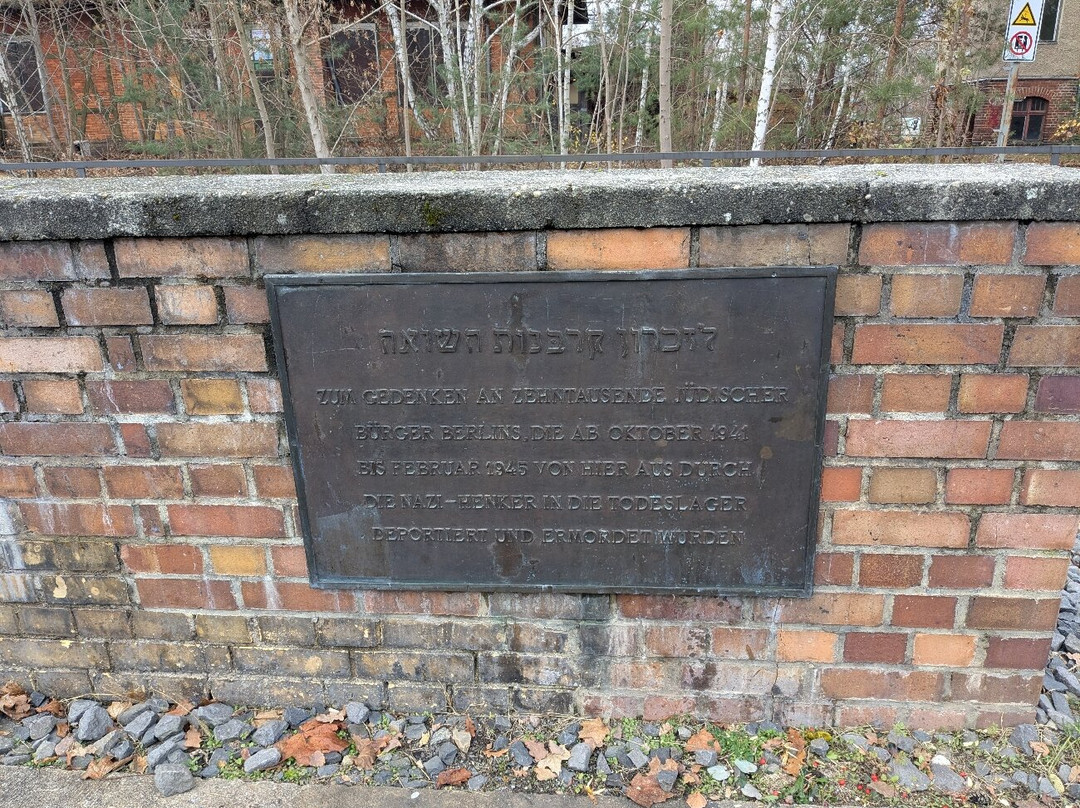 לזכרון קרבנות השואה
ZUM GEDENKEN AN ZEHNTAUSENDE JÜDISCHER
BÜRGER BERLINS, DIE AB OKTOBER 1941
BIS FEBRUAR 1945 VON HIER AUS DURCH
DIE NAZI-HENKER IN DIE TODESLAGER
DEPORTIERT UND ERMORDET WURDEN